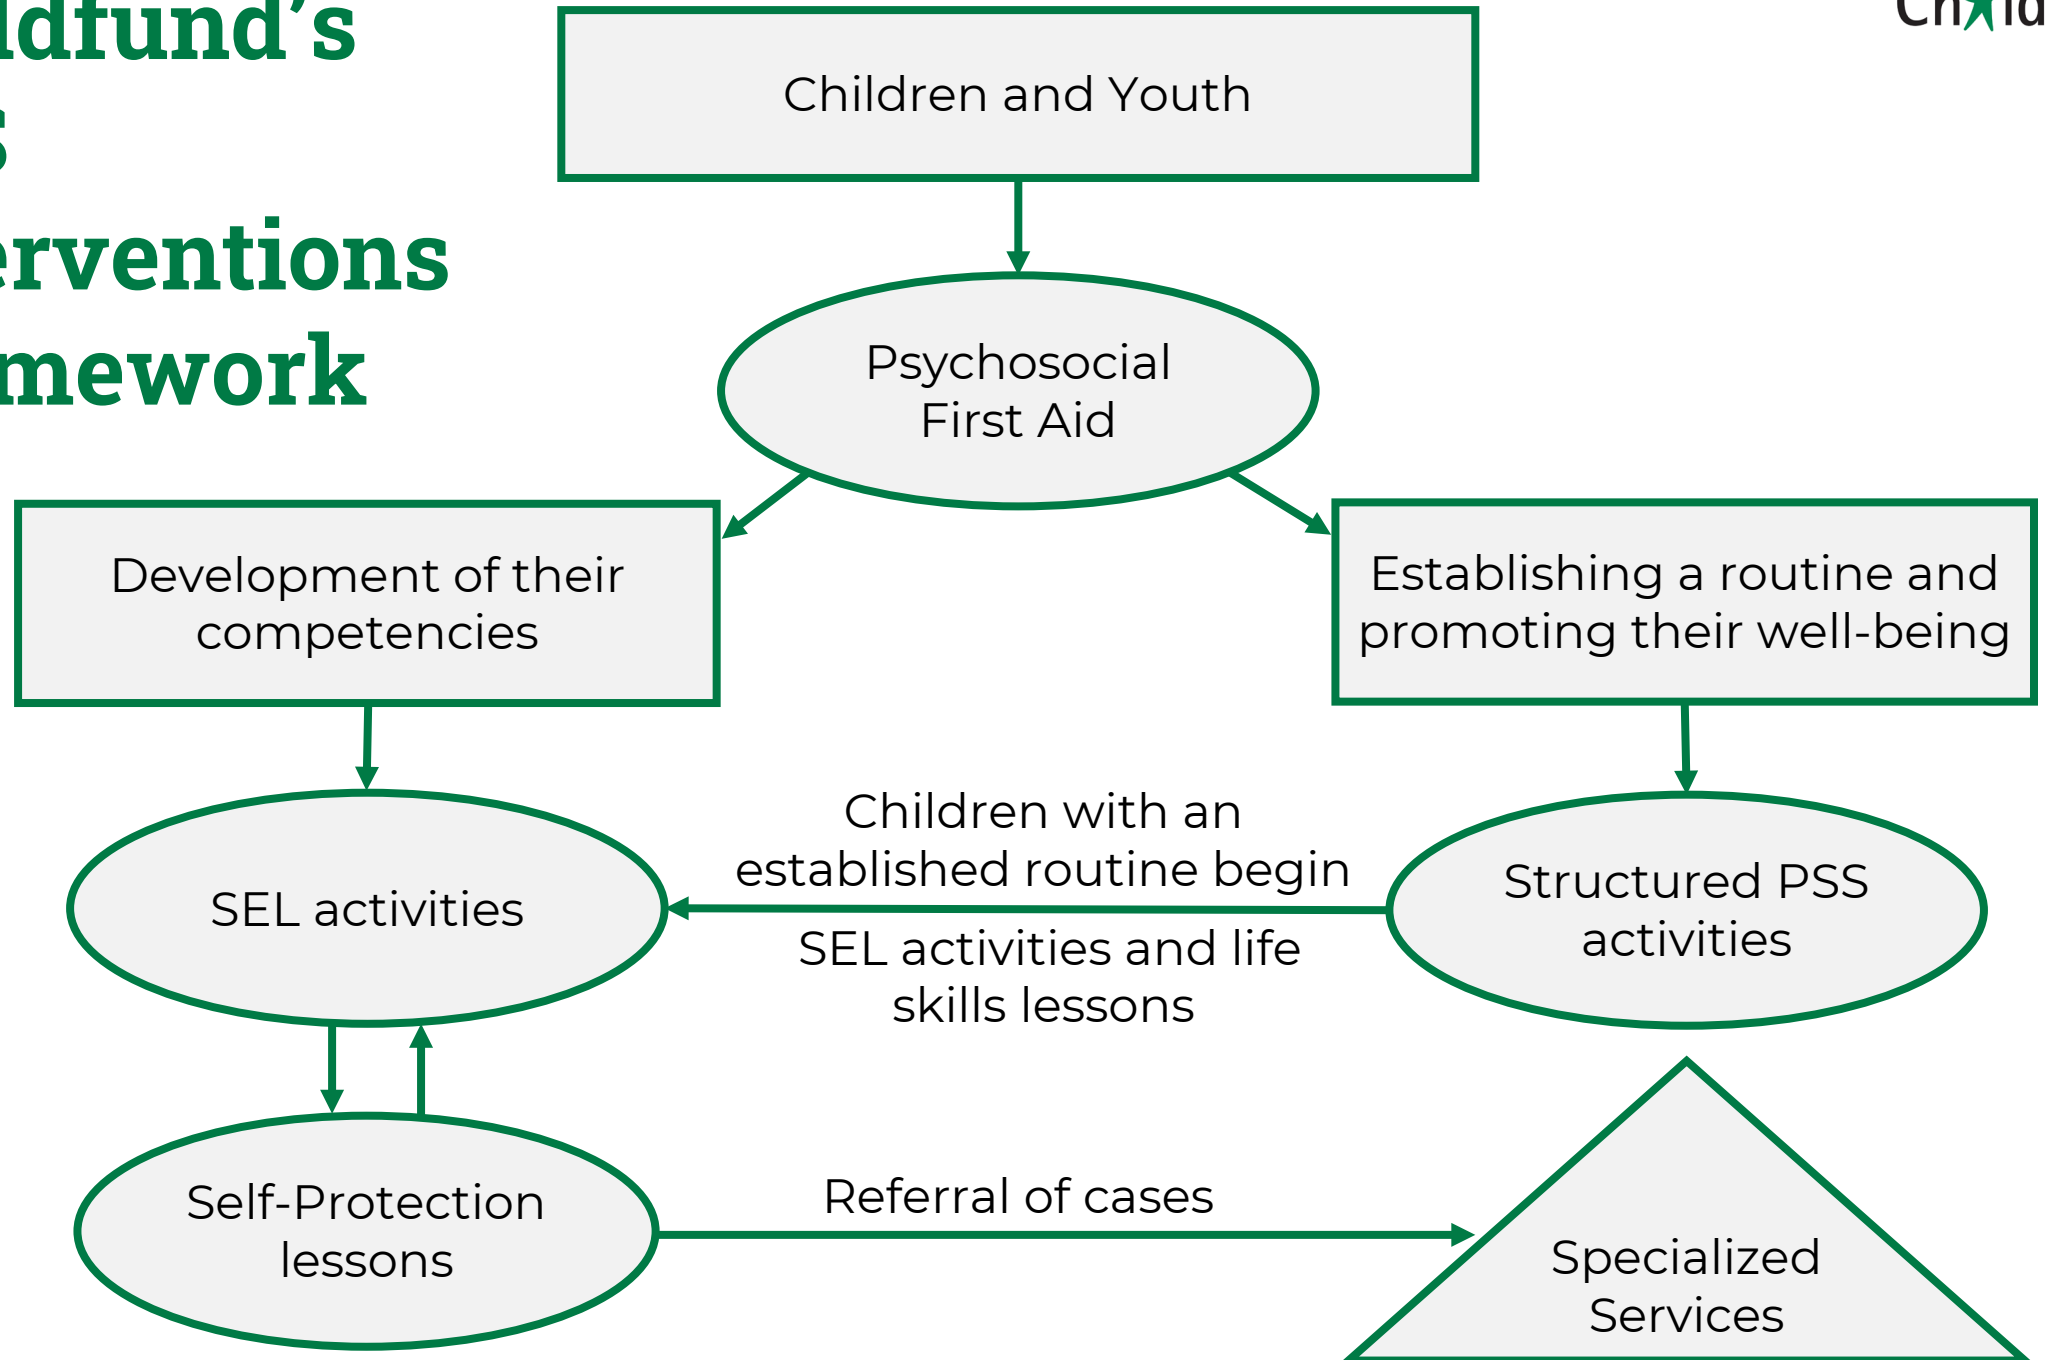 ldfund's
s
erventions
mework
Children and Youth
Psychosocial
First Aid
Development of their
competencies
Establishing a routine and
promoting their well-being
SEL activities
Children with an
established routine begin
SEL activities and life
skills lessons
Structured PSS
activities
Self-Protection
lessons
Referral of cases
Specialized
Services